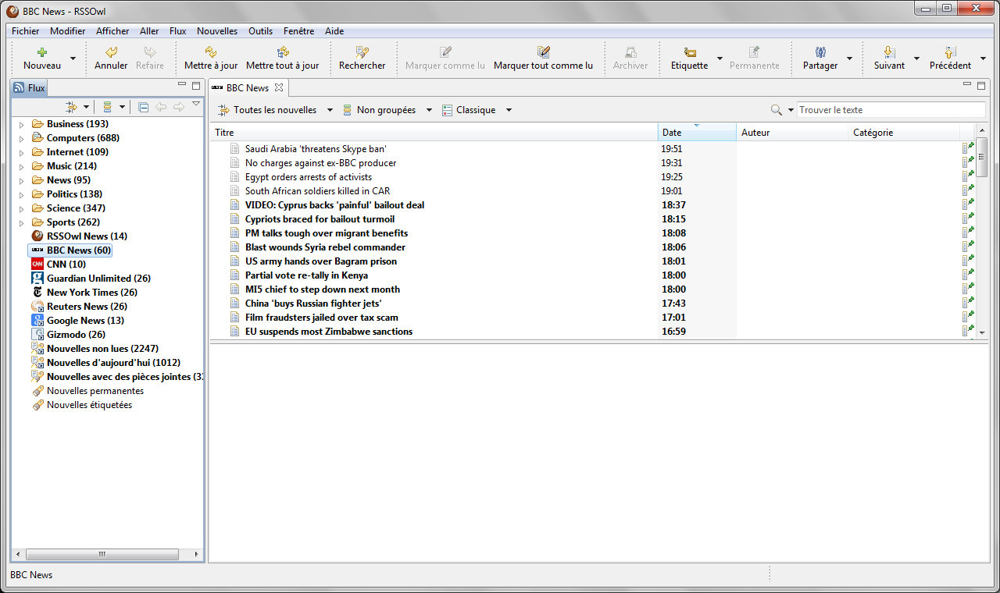 BBC News - RSSOwl
Fichier Modifier Afficher Aller Flux Nouvelles Outils Fenêtre Aide
Nouveau Annuler Refaire Mettre à jour Mettre tout à jour Rechercher Marquer comme lu Marquer tout comme lu Archiver Etiquette Permanente Partager Suivant Précédent
Flux
Business (193)
Computers (688)
Internet (109)
Music (214)
News (95)
Politics (138)
Science (347)
Sports (262)
RSSOwl News (14)
BBC News (60)
CNN (10)
Guardian Unlimited (26)
New York Times (26)
Reuters News (26)
Google News (13)
Gizmodo (26)
Nouvelles non lues (2247)
Nouvelles d'aujourd'hui (1012)
Nouvelles avec des pièces jointes (3
Nouvelles permanentes
Nouvelles étiquetées
BBC News
Toutes les nouvelles Non groupées Classique Trouver le texte
Titre Date Auteur Catégorie
Saudi Arabia 'threatens Skype ban' 19:51
No charges against ex-BBC producer 19:31
Egypt orders arrests of activists 19:25
South African soldiers killed in CAR 19:01
VIDEO: Cyprus backs 'painful' bailout deal 18:37
Cypriots braced for bailout turmoil 18:15
PM talks tough over migrant benefits 18:08
Blast wounds Syria rebel commander 18:06
US army hands over Bagram prison 18:01
Partial vote re-tally in Kenya 18:00
MI5 chief to step down next month 18:00
China 'buys Russian fighter jets' 17:43
Film fraudsters jailed over tax scam 17:01
EU suspends most Zimbabwe sanctions 16:59
BBC News